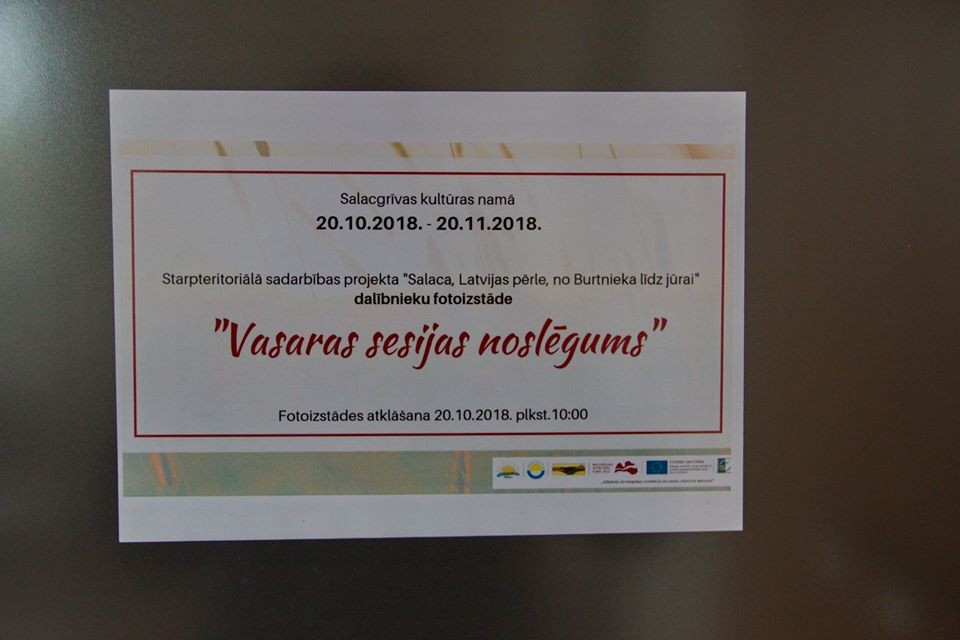 Salacgrīvas kultūras namā
20.10.2018. - 20.11.2018.
Starpteritoriālā sadarbības projekta "Salaca, Latvijas pērle, no Burtnieka līdz jūrai"
dalībnieku fotoizstāde
"Vasaras sesijas noslēgums"
Fotoizstādes atklāšana 20.10.2018. plkst.10:00